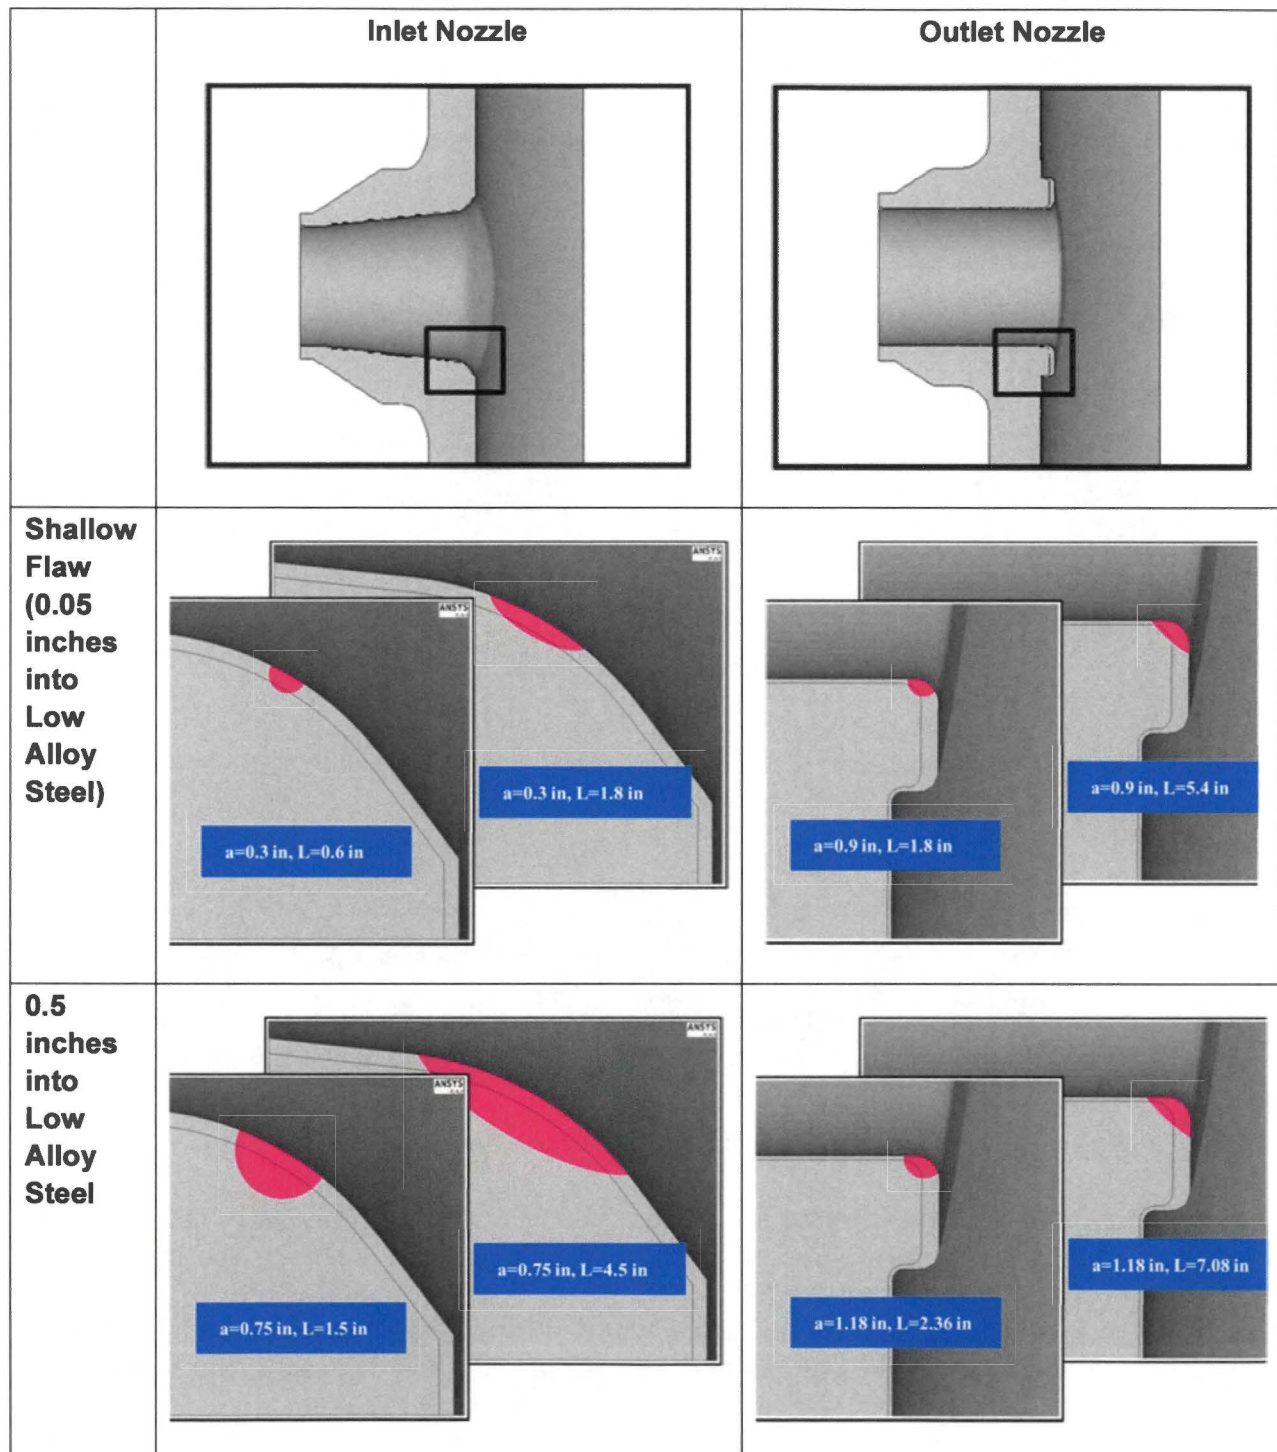 Inlet Nozzle
Outlet Nozzle
Shallow
Flaw
(0.05
inches
into
Low
Alloy
Steel)
ANSYS
ANSYS
a=0.3 in, L=1.8 in
a=0.3 in, L=0.6 in
a=0.9 in, L=5.4 in
a=0.9 in, L=1.8 in
0.5
inches
into
Low
Alloy
Steel
ANSYS
ANSYS
a=0.75 in, L=4.5 in
a=0.75 in, L=1.5 in
a=1.18 in, L=7.08 in
a=1.18 in, L=2.36 in